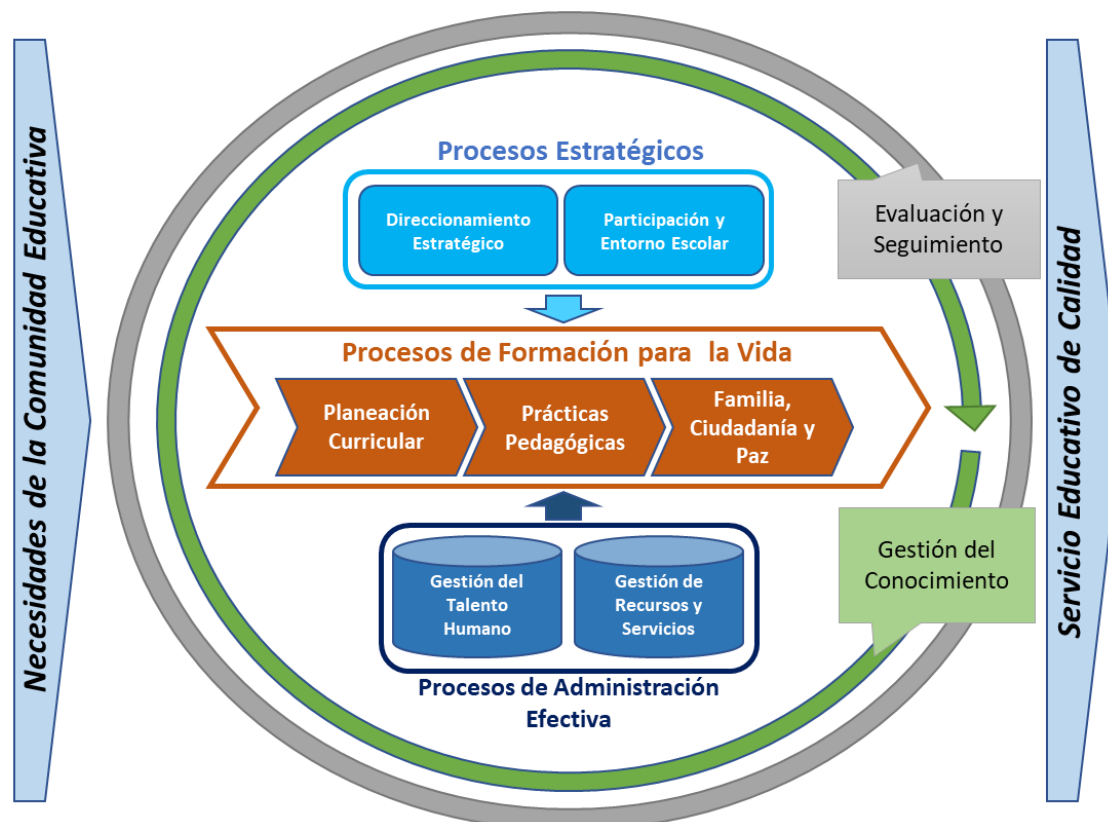 Necesidades de la Comunidad Educativa
Procesos Estratégicos
Direccionamiento
Estratégico
Participación y
Entorno Escolar
Evaluación y
Seguimiento
Procesos de Formación para la Vida
Planeación
Curricular
Prácticas
Pedagógicas
Familia,
Ciudadanía y
Paz
Gestión del
Talento
Humano
Gestión de
Recursos y
Servicios
Procesos de Administración
Efectiva
Gestión del
Conocimiento
Servicio Educativo de Calidad